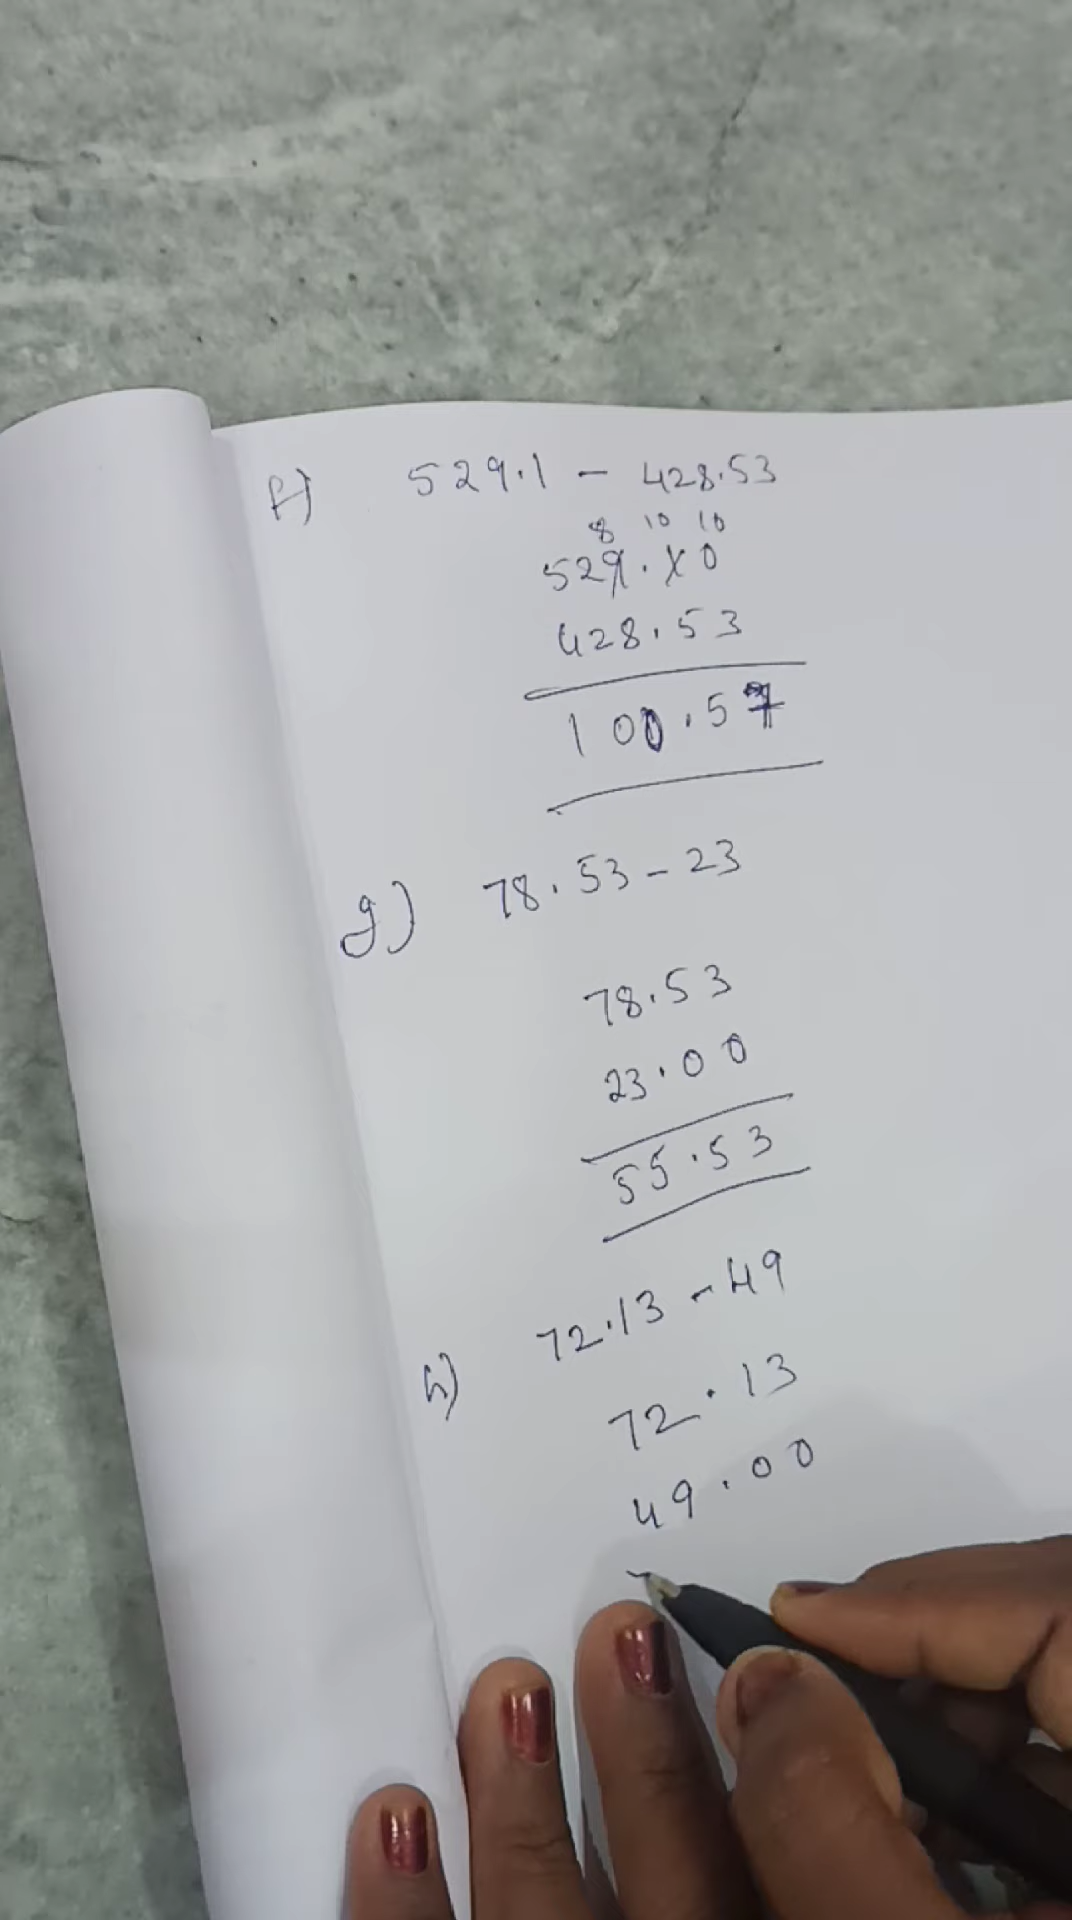 f) 529.1 - 428.53
8 10 10
529.10
428.53
100.57
g) 78.53 - 23
78.53
23.00
55.53
h) 72.13 - 49
72.13
49.00